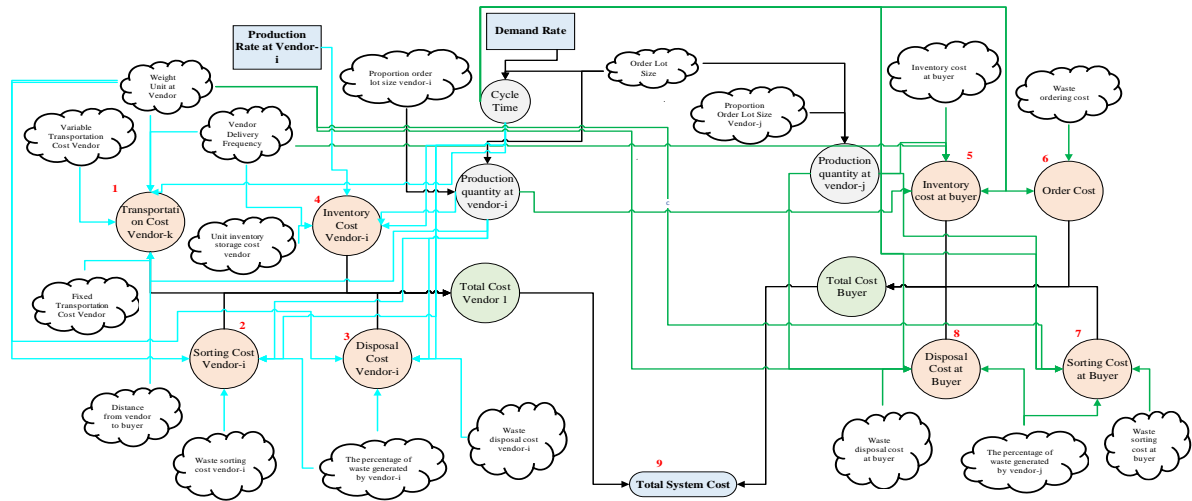 Production
Rate at Vendor-
i
Demand Rate
Weight
Unit at
Vendor
Proportion order
lot size vendor-i
Order Lot
Size
Inventory cost
at buyer
Waste
ordering cost
Cycle
Time
Variable
Transportation
Cost Vendor
Vendor
Delivery
Frequency
Proportion
Order Lot Size
Vendor-j
1
Transportati
on Cost
Vendor-k
4
Inventory
Cost
Vendor-i
Production
quantity at
vendor-i
Production
quantity at
vendor-j
5
Inventory
cost at buyer
6
Order Cost
c
Unit inventory
storage cost
vendor
Fixed
Transportation
Cost Vendor
Total Cost
Vendor 1
Total Cost
Buyer
2
Sorting Cost
Vendor-i
3
Disposal
Cost
Vendor-i
8
Disposal
Cost at
Buyer
7
Sorting Cost
at Buyer
Distance
from vendor
to buyer
Waste sorting
cost vendor-i
The percentage of
waste generated
by vendor-i
Waste
disposal cost
vendor-i
Waste
disposal cost
at buyer
The percentage of
waste generated by
vendor-j
Waste
sorting
cost at
buyer
9
Total System Cost